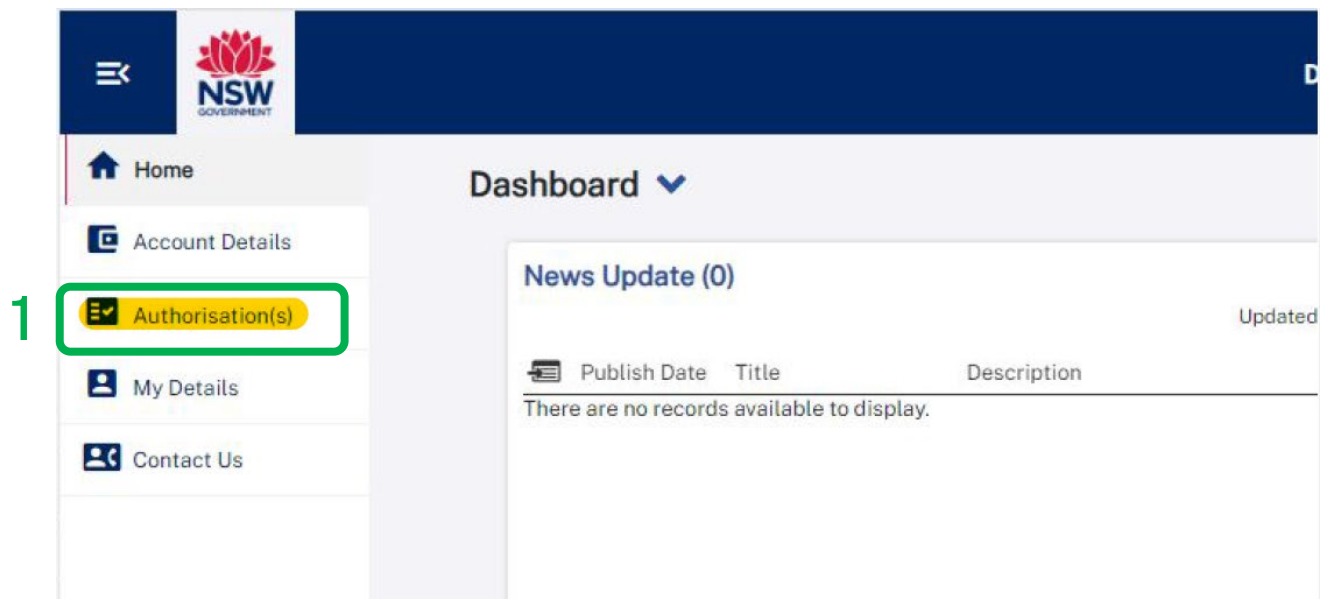 NSW
GOVERNMENT
D
Home
Dashboard
Account Details
News Update (0)
1
Authorisation(s)
Updated
My Details
Publish Date Title Description
There are no records available to display.
Contact Us